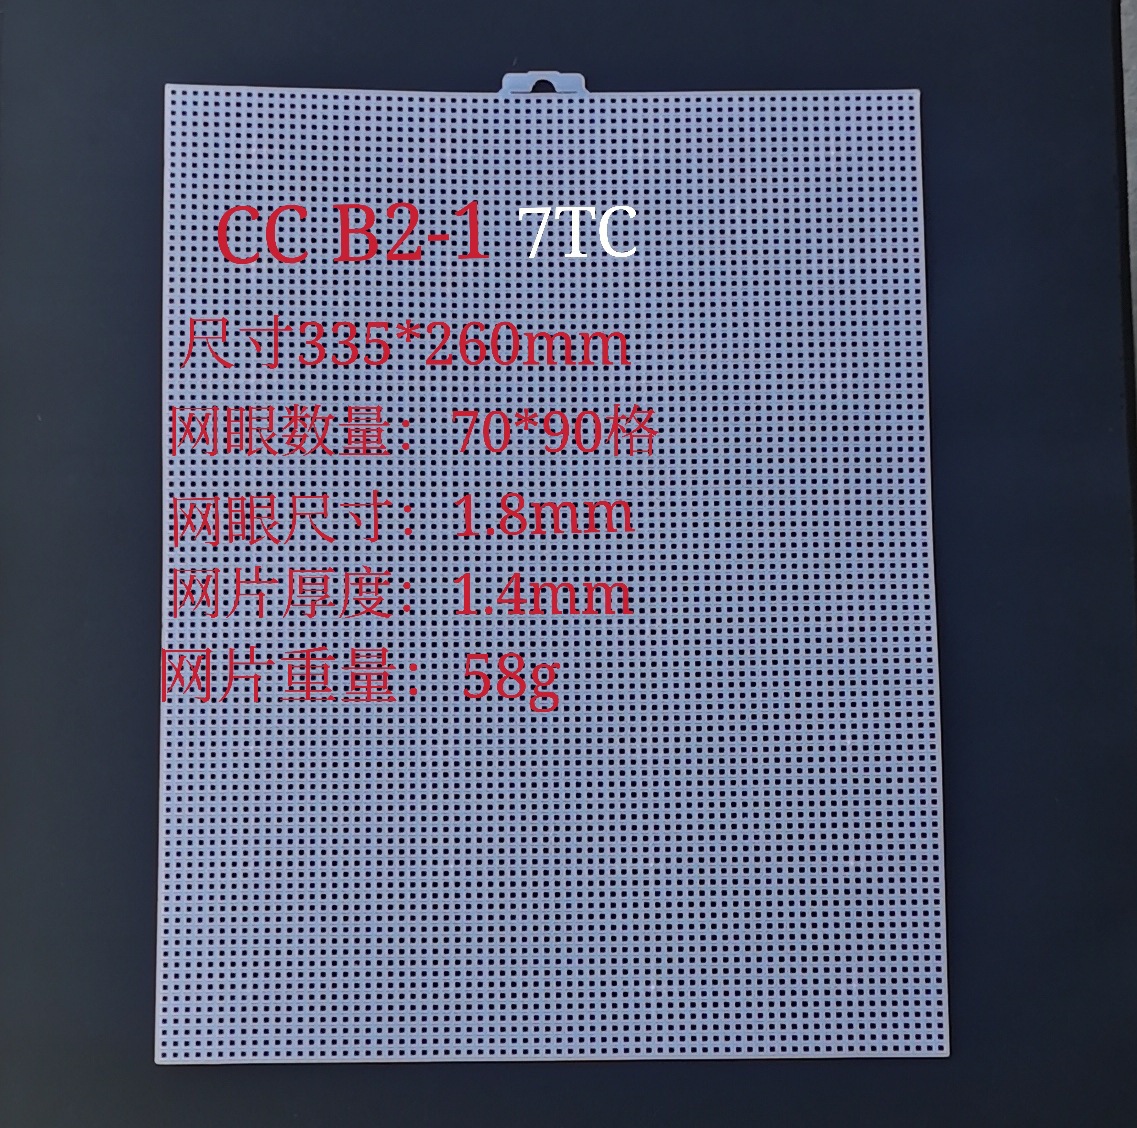 CC B2-1 7TC
尺寸335*260mm
网眼数量：70*90格
网眼尺寸：1.8mm
网片厚度：1.4mm
网片重量：58g